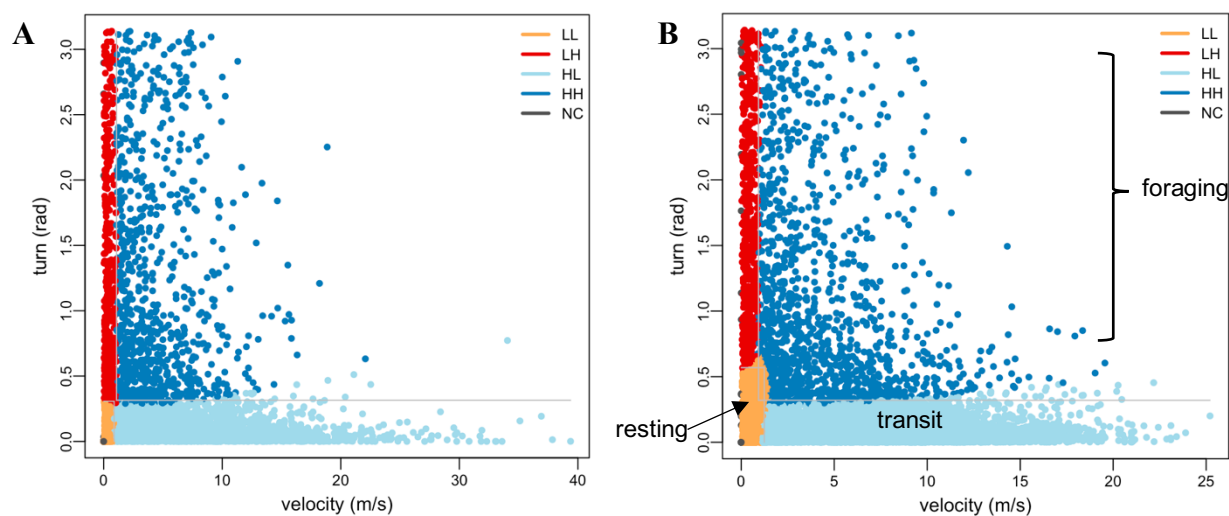 A
turn (rad)
0.0 0.5 1.0 1.5 2.0 2.5 3.0
0 10 20 30 40
velocity (m/s)
LL
LH
HL
HH
NC
B
turn (rad)
0.0 0.5 1.0 1.5 2.0 2.5 3.0
0 5 10 15 20 25
velocity (m/s)
LL
LH
HL
HH
NC
foraging
resting
transit